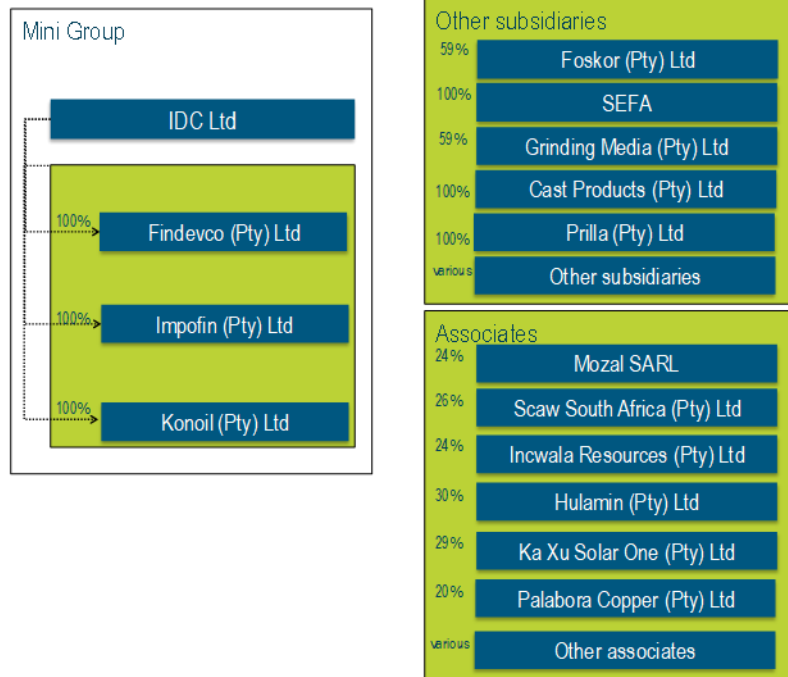 Mini Group
IDC Ltd
100%
Findevco (Pty) Ltd
100%
Impofin (Pty) Ltd
100%
Konoil (Pty) Ltd
Other subsidiaries
59%
Foskor (Pty) Ltd
100%
SEFA
59%
Grinding Media (Pty) Ltd
100%
Cast Products (Pty) Ltd
100%
Prilla (Pty) Ltd
various
Other subsidiaries
Associates
24%
Mozal SARL
26%
Scaw South Africa (Pty) Ltd
24%
Incwala Resources (Pty) Ltd
30%
Hulamin (Pty) Ltd
29%
Ka Xu Solar One (Pty) Ltd
20%
Palabora Copper (Pty) Ltd
various
Other associates